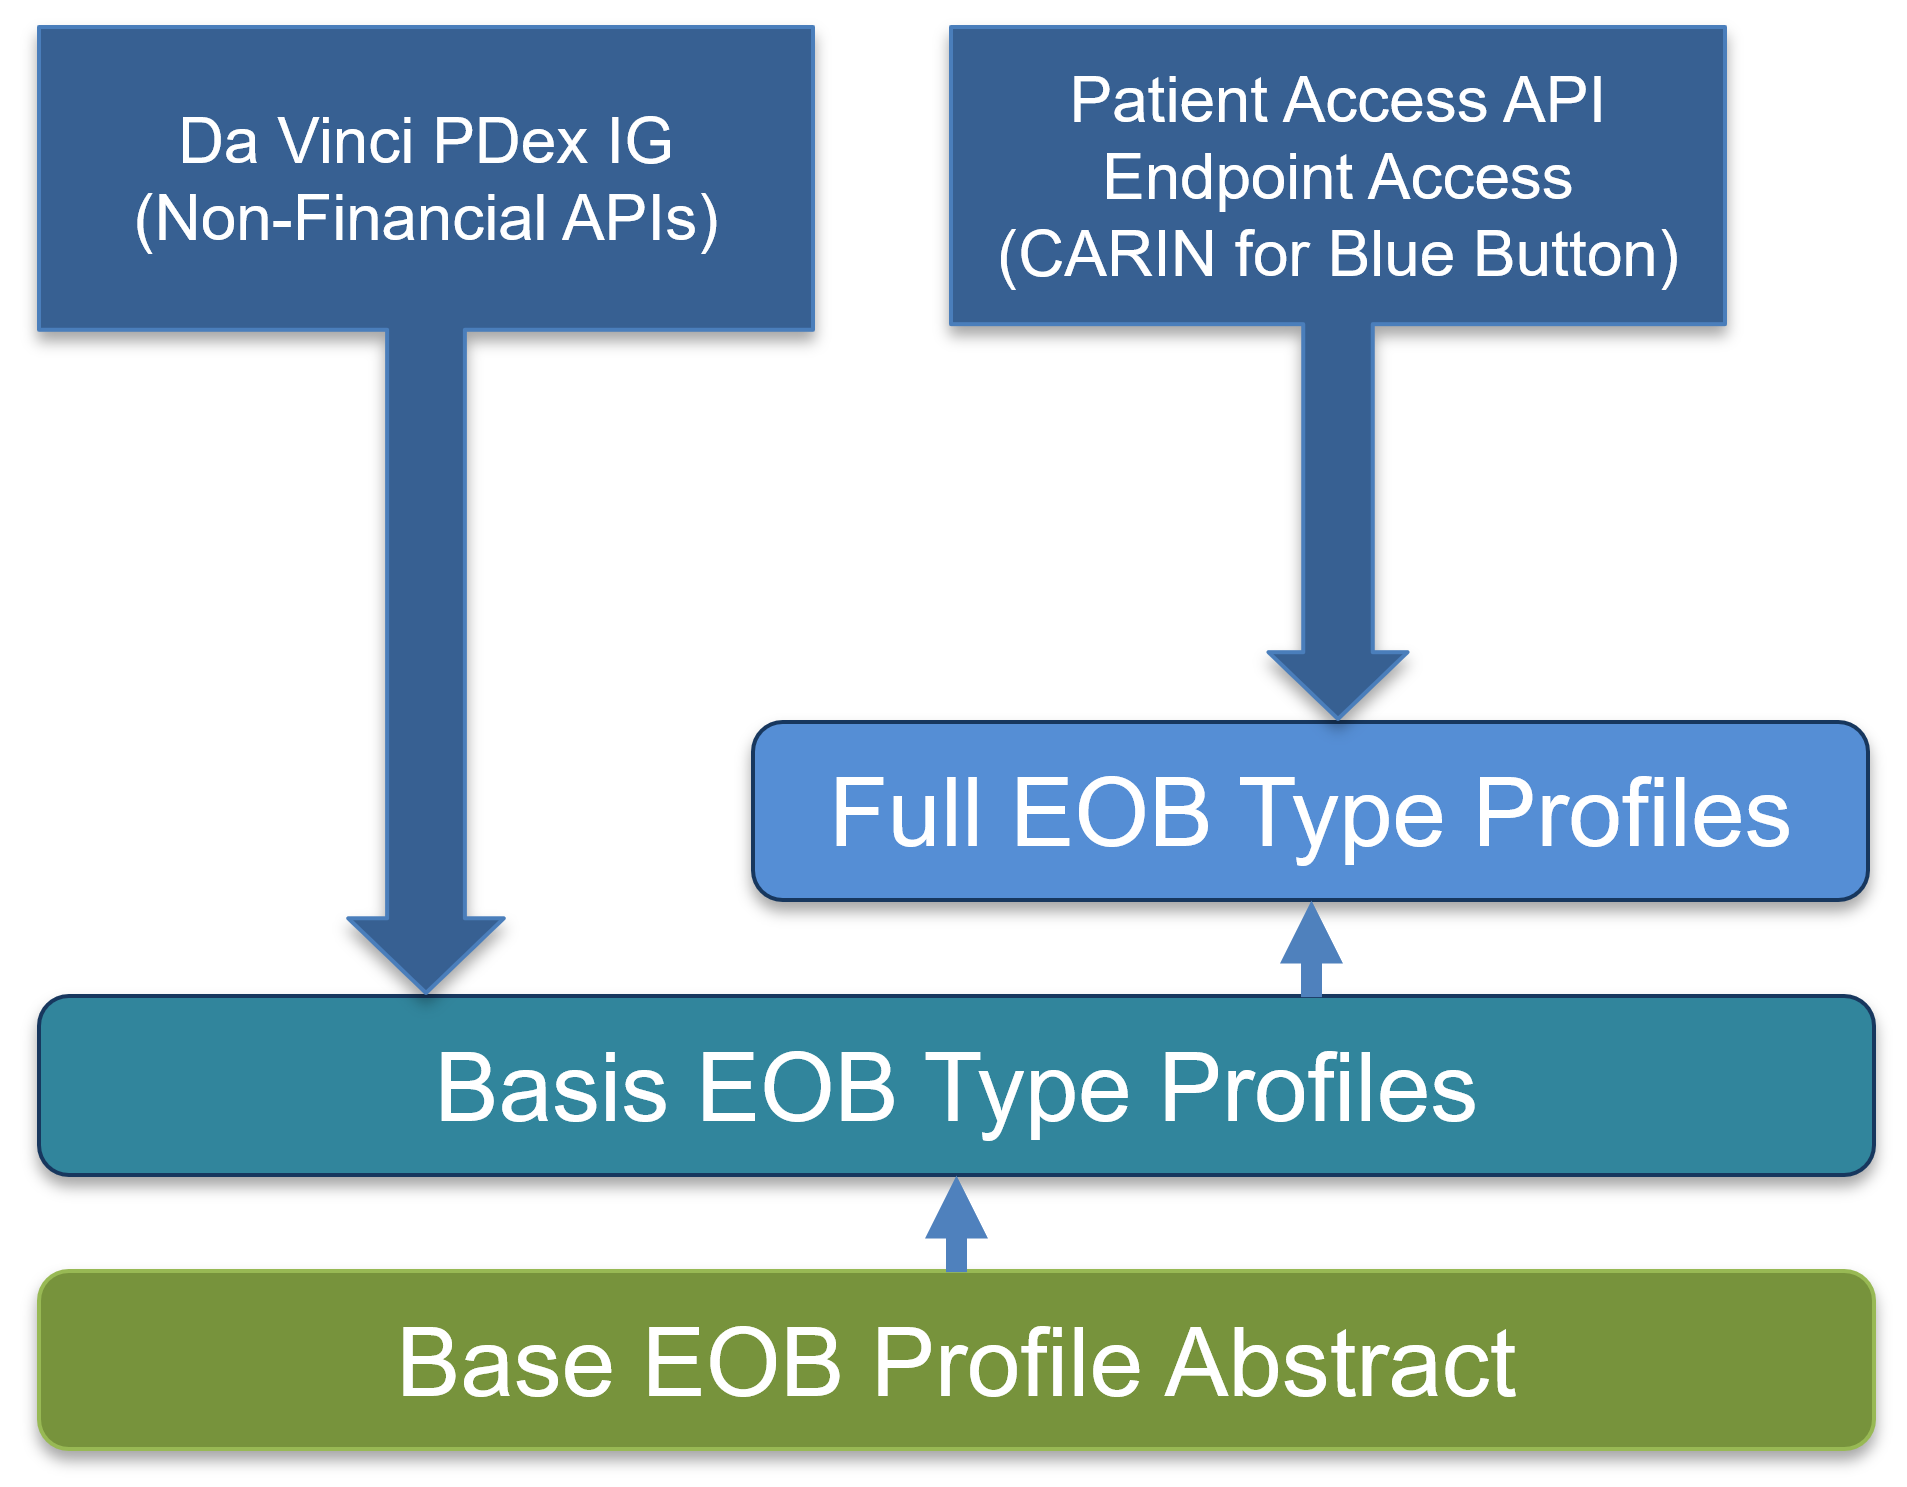 Da Vinci PDex IG
(Non-Financial APIs)
Patient Access API
Endpoint Access
(CARIN for Blue Button)
Full EOB Type Profiles
Basis EOB Type Profiles
Base EOB Profile Abstract